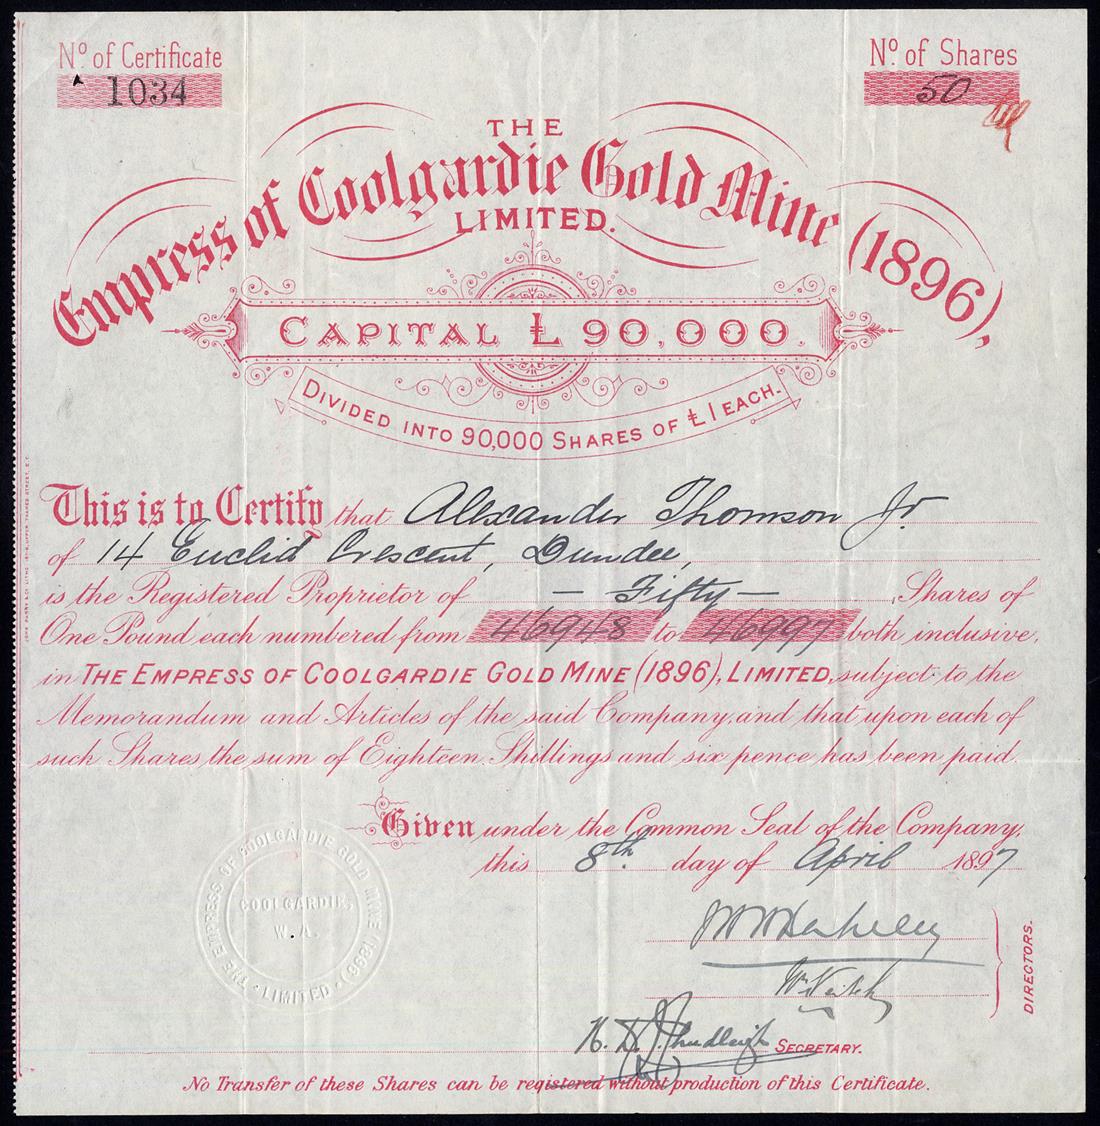 Nº of Certificate
1034
Nº of Shares
50
THE
Empress of Coolgardie Gold Mine (1896),
LIMITED.
CAPITAL £ 90,000.
DIVIDED INTO 90,000 SHARES OF £1 EACH.
This is to Certify that Alexander Thomson Jr
of 14 Euclid Crescent, Dundee,
is the Registered Proprietor of — Fifty — Shares of
One Pound each numbered from 46948 to 46997 both inclusive,
in THE EMPRESS OF COOLGARDIE GOLD MINE (1896), LIMITED, subject to the
Memorandum and Articles of the said Company, and that upon each of
such Shares the sum of Eighteen Shillings and six pence has been paid.
Given under the Common Seal of the Company,
this 8th day of April 1897
THE EMPRESS OF COOLGARDIE GOLD MINE (1896)
LIMITED
COOLGARDIE,
W.A.
DIRECTORS.
SECRETARY.
No Transfer of these Shares can be registered without production of this Certificate.